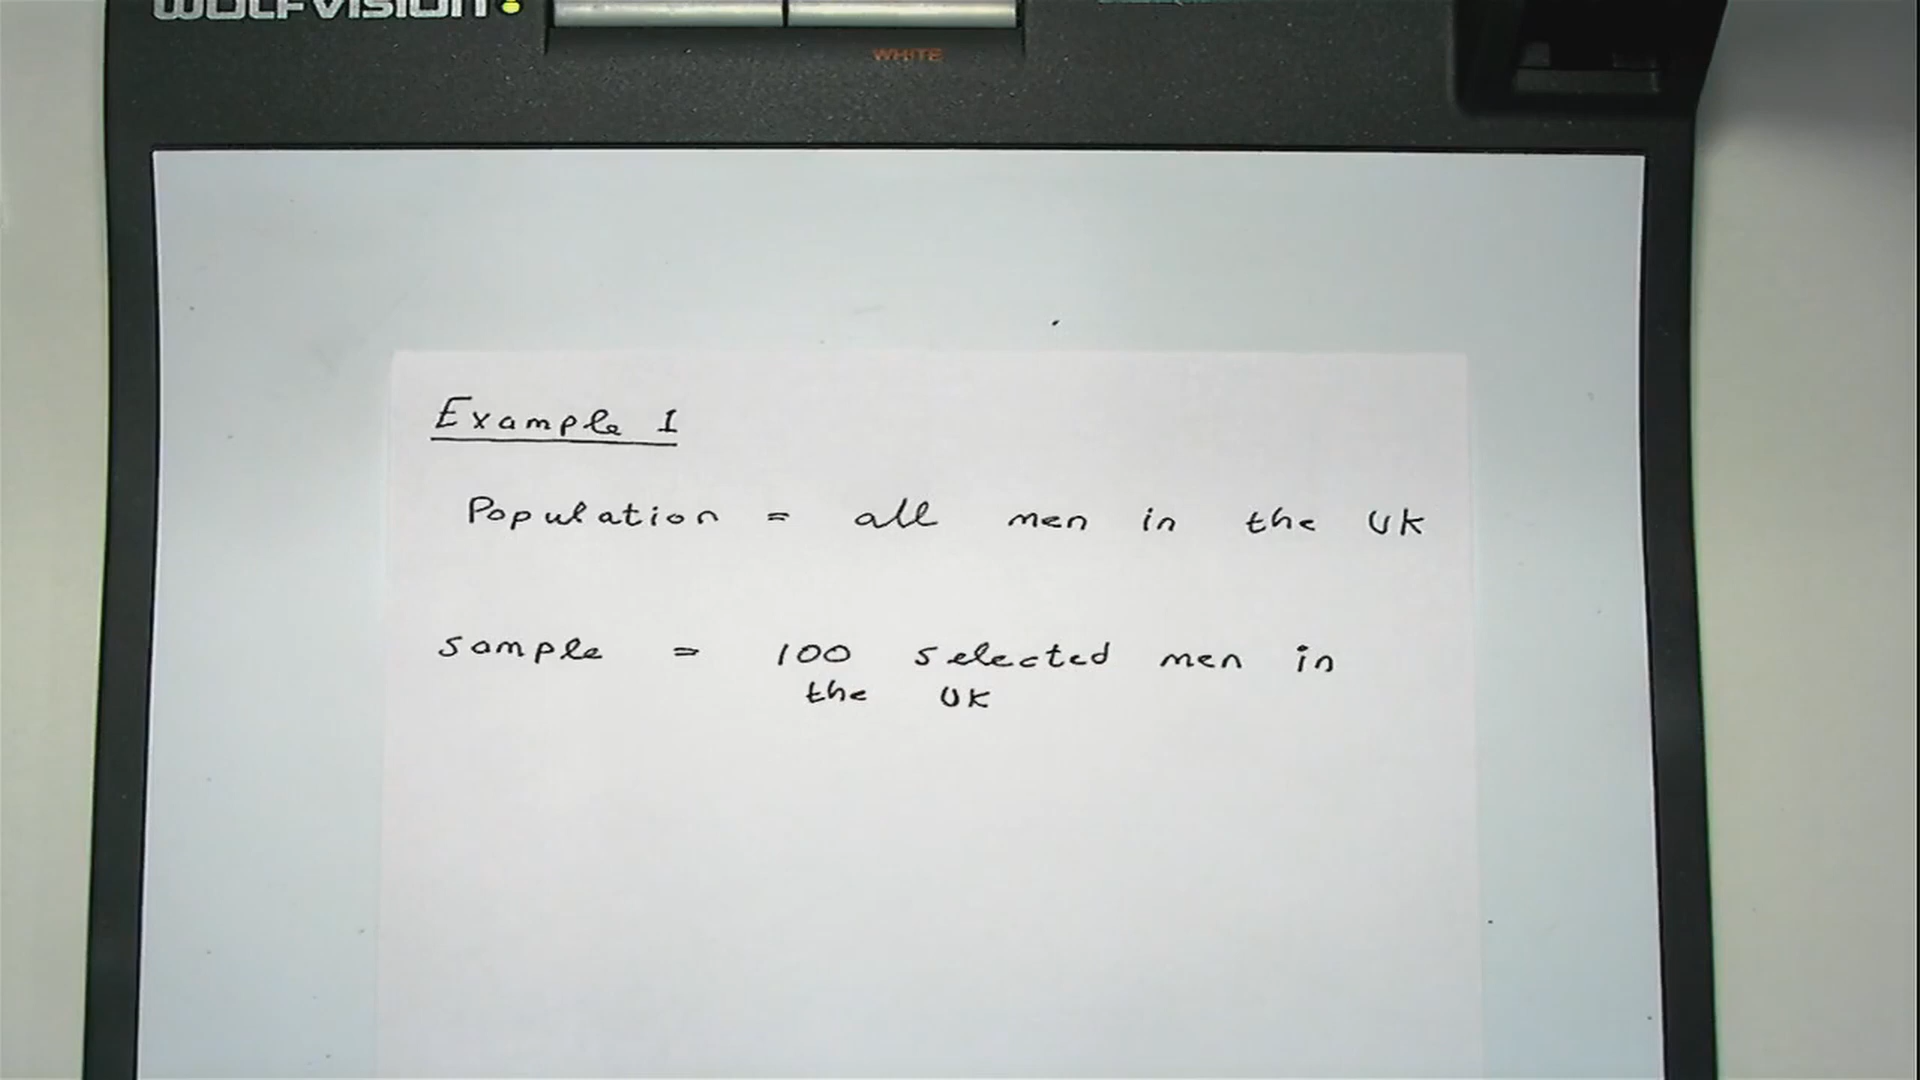 WOLFVISION
WHITE
Example 1
Population = all men in the UK
sample = 100 selected men in
the UK